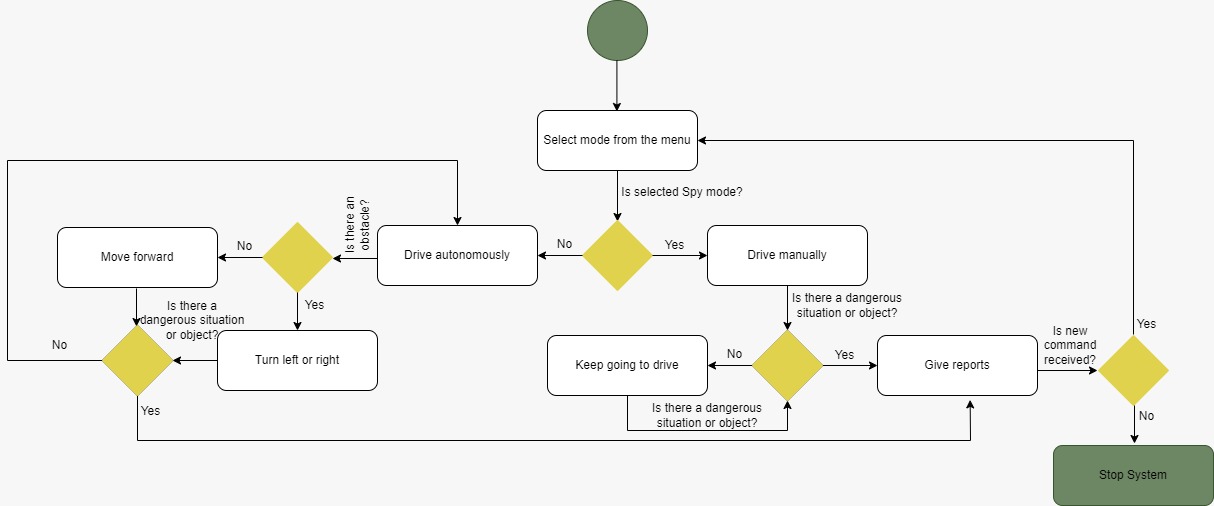 Select mode from the menu
Is selected Spy mode?
No
Yes
Drive autonomously
Drive manually
Is there an
obstacle?
No
Move forward
Yes
Is there a
dangerous situation
or object?
Turn left or right
No
Yes
Is there a dangerous
situation or object?
No
Yes
Keep going to drive
Is there a dangerous
situation or object?
Give reports
Is new
command
received?
Yes
No
Stop System